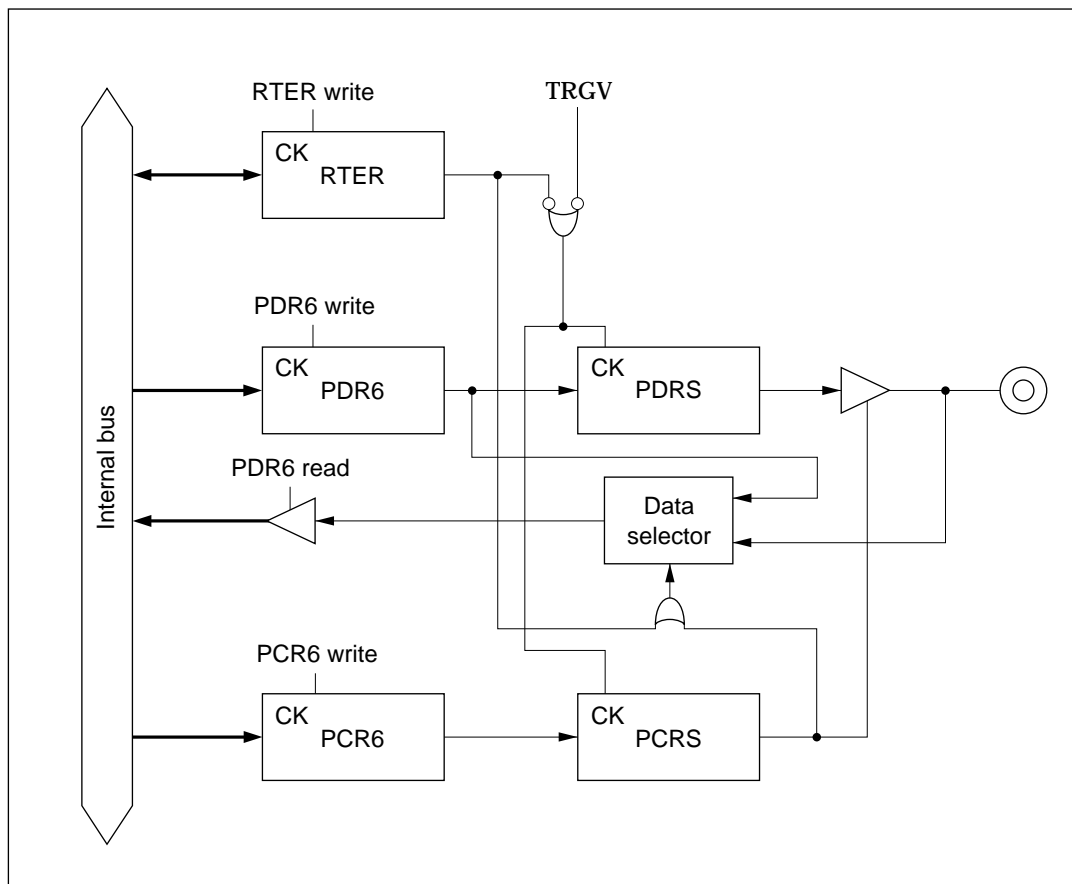 RTER write
TRGV
CK
RTER
PDR6 write
CK
PDR6
CK
PDRS
Internal bus
PDR6 read
Data
selector
PCR6 write
CK
PCR6
CK
PCRS